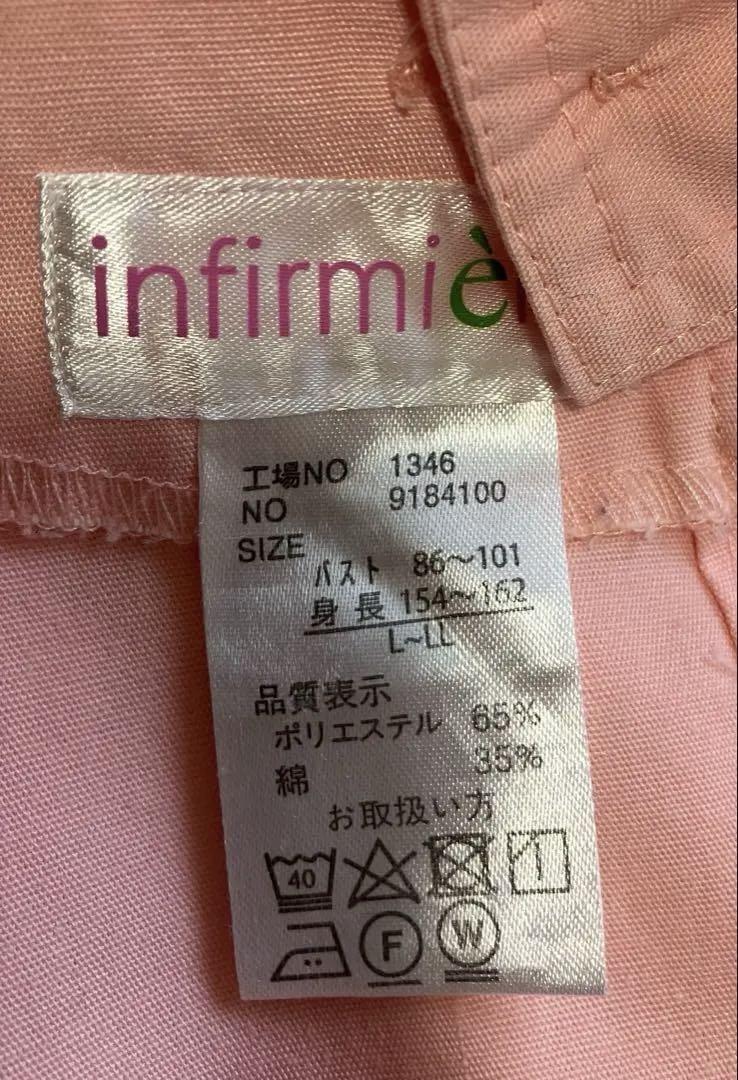 infirmiè
工場NO 1346
NO 9184100
SIZE
バスト 86～101
身長 154～162
L~LL
品質表示
ポリエステル 65%
綿 35%
お取扱い方
40
F W